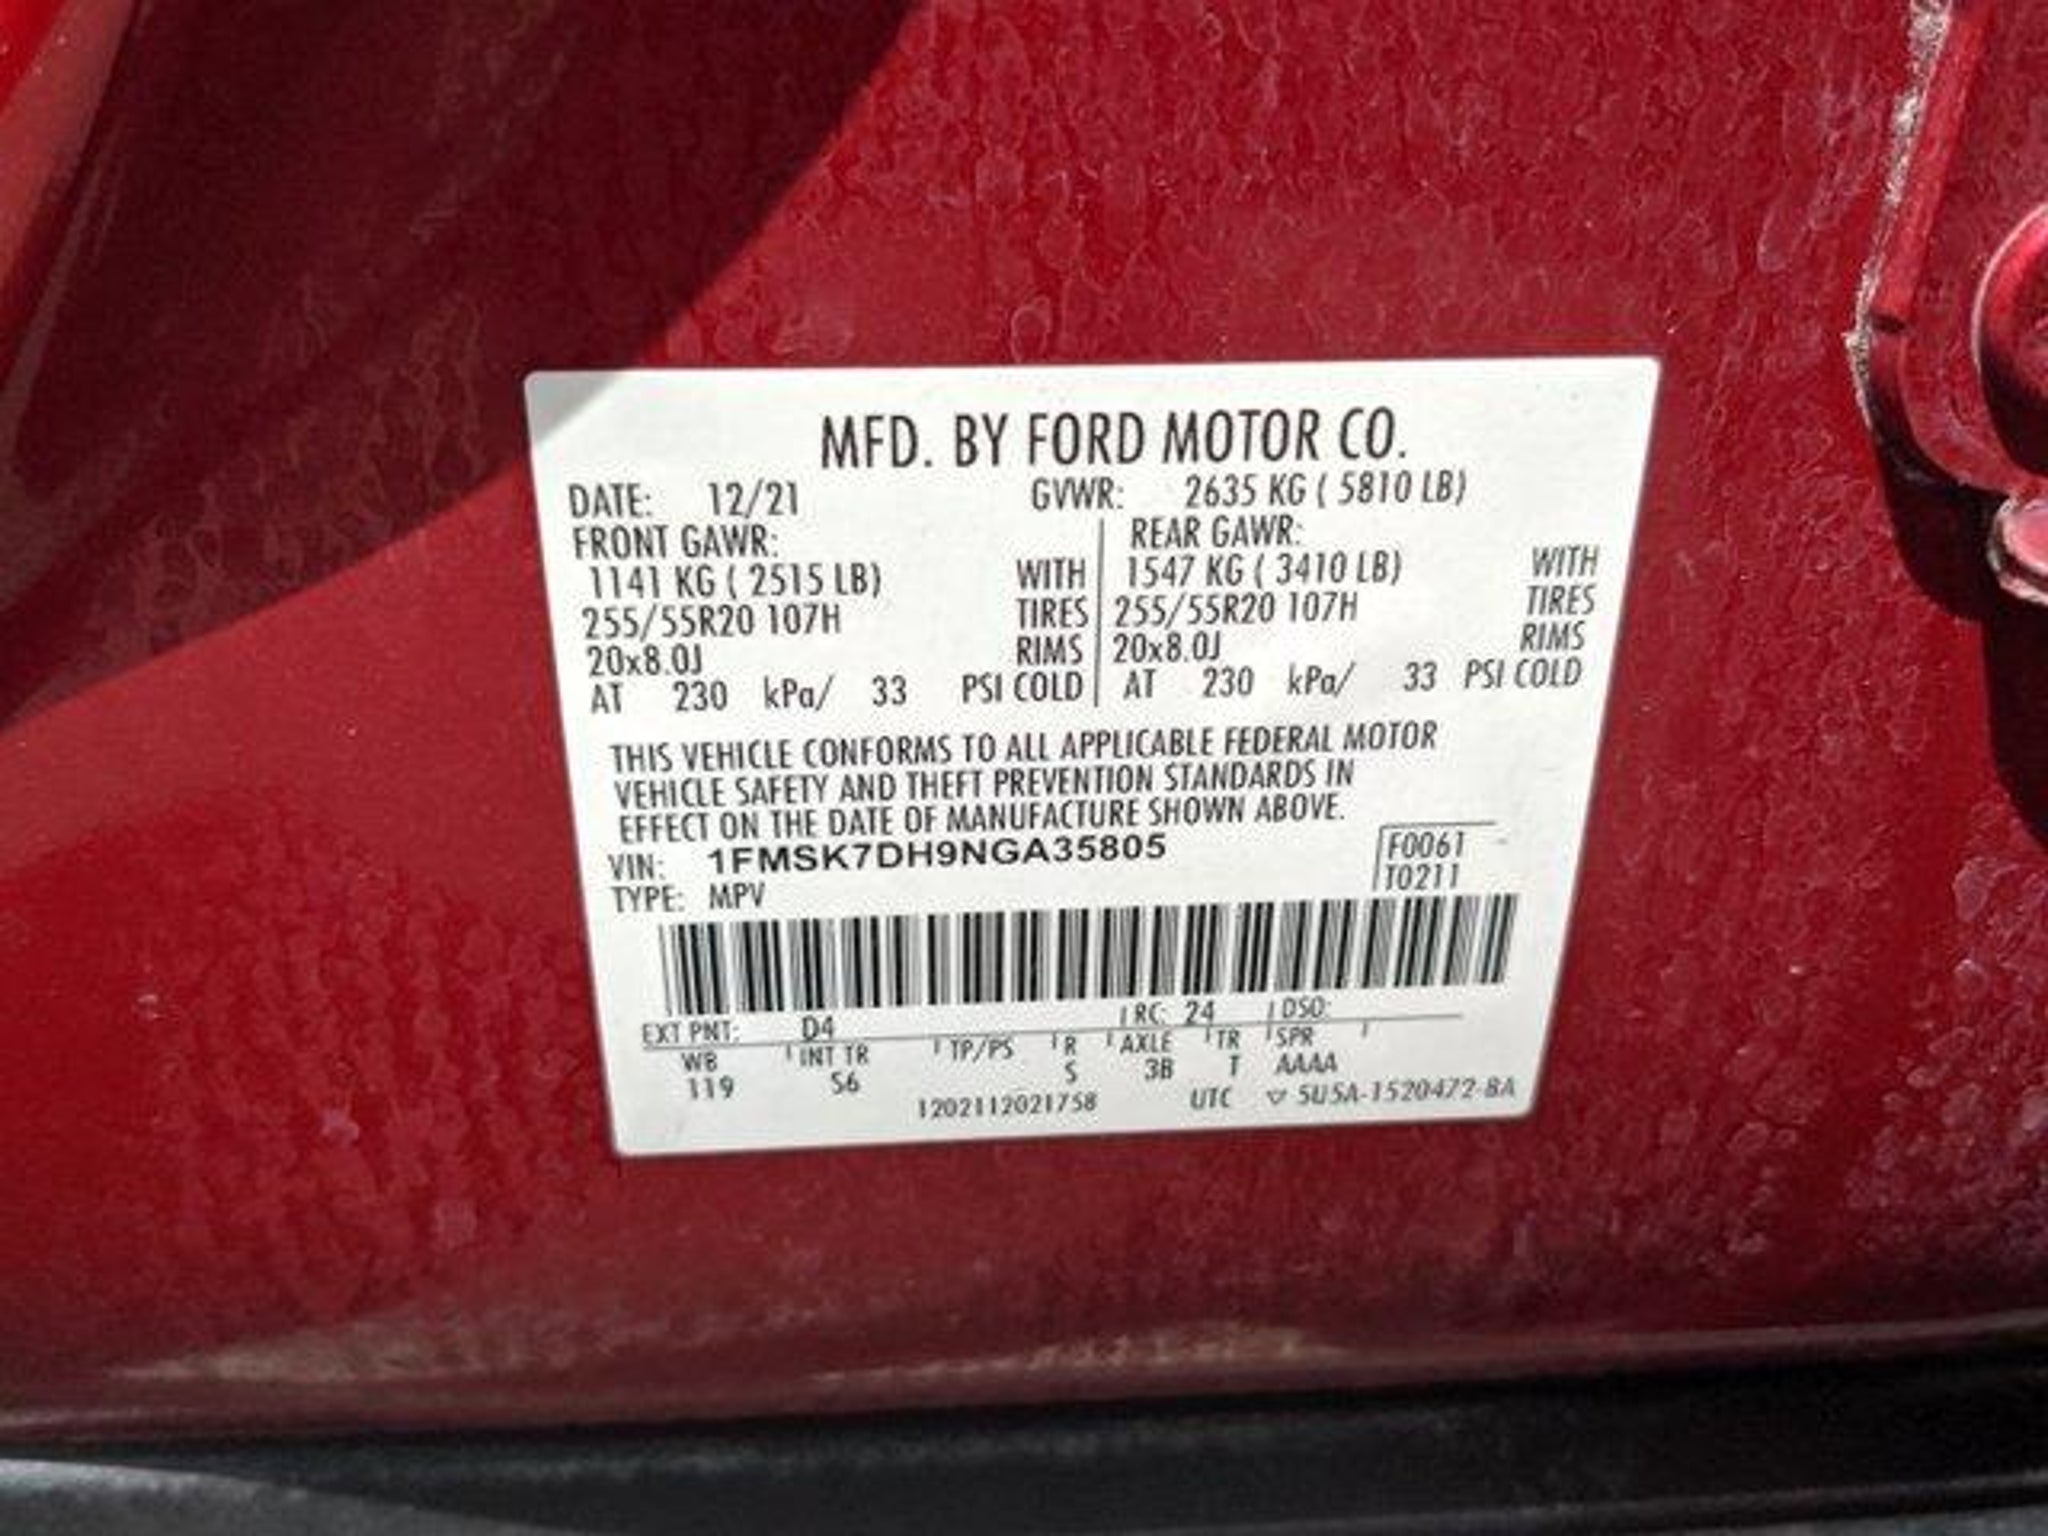 MFD. BY FORD MOTOR CO.
DATE: 12/21 GVWR: 2635 KG ( 5810 LB)
FRONT GAWR: REAR GAWR:
1141 KG ( 2515 LB) WITH 1547 KG ( 3410 LB) WITH
255/55R20 107H TIRES 255/55R20 107H TIRES
20x8.0J RIMS 20x8.0J RIMS
AT 230 kPa/ 33 PSI COLD AT 230 kPa/ 33 PSI COLD
THIS VEHICLE CONFORMS TO ALL APPLICABLE FEDERAL MOTOR
VEHICLE SAFETY AND THEFT PREVENTION STANDARDS IN
EFFECT ON THE DATE OF MANUFACTURE SHOWN ABOVE.
VIN: 1FMSK7DH9NGA35805 F0061
TYPE: MPV T0211
EXT PNT: D4 RC: 24 DSO:
WB INT TR TP/PS R AXLE TR SPR
119 S6 S 3B T AAAA
1202112021758 UTC ▽ 5U5A-1520472-BA